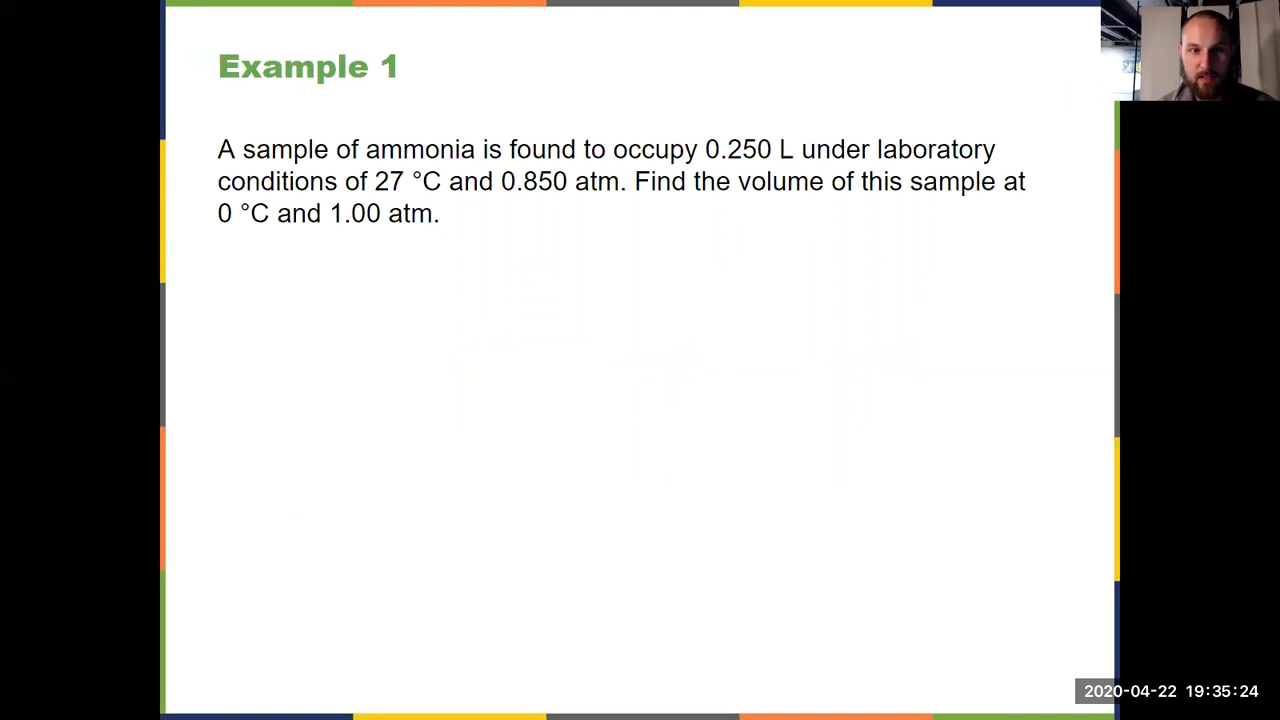 Example 1
A sample of ammonia is found to occupy 0.250 L under laboratory
conditions of 27 °C and 0.850 atm. Find the volume of this sample at
0 °C and 1.00 atm.
2020-04-22 19:35:24